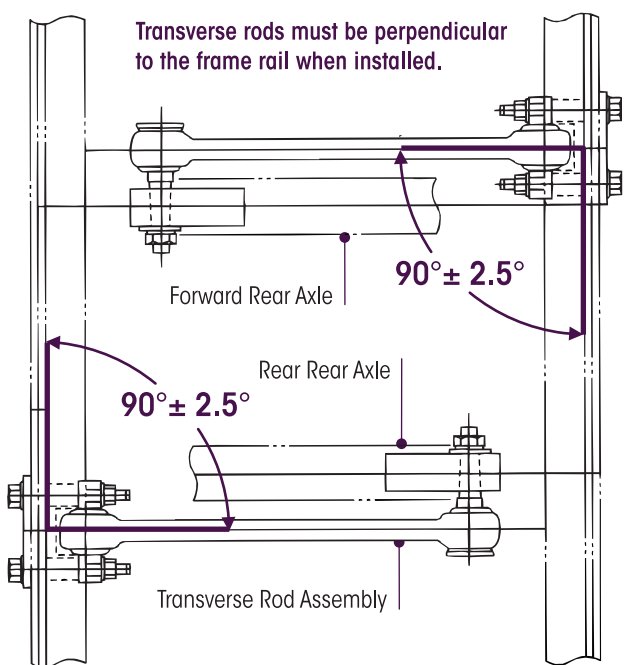 Transverse rods must be perpendicular
to the frame rail when installed.
90°± 2.5°
Forward Rear Axle
Rear Rear Axle
90°± 2.5°
Transverse Rod Assembly